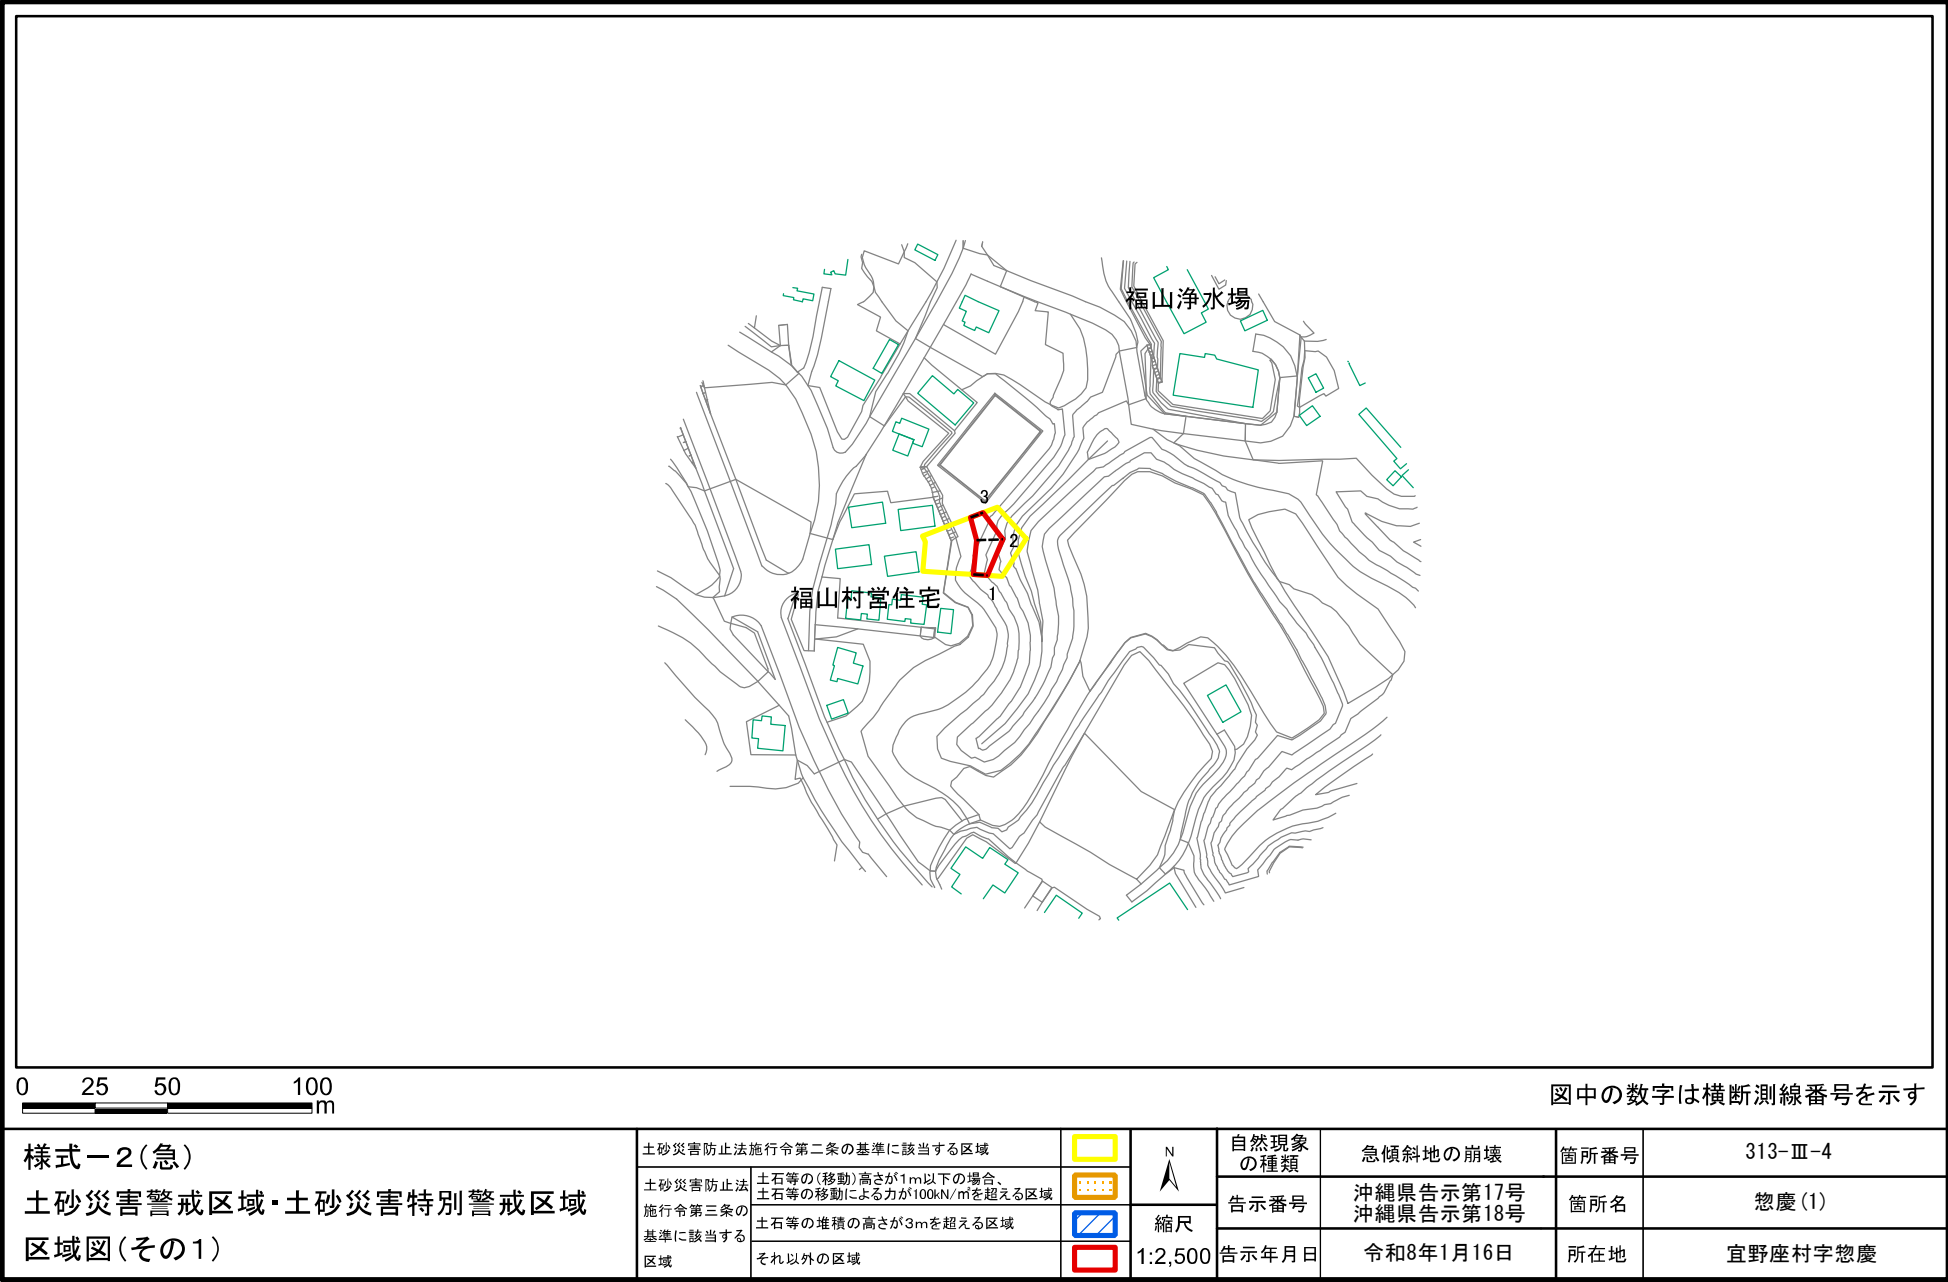 福山浄水場
3
2
1
福山村営住宅
0 25 50 100
m
図中の数字は横断測線番号を示す
様式－2(急)
土砂災害警戒区域・土砂災害特別警戒区域
区域図(その1)
土砂災害防止法施行令第二条の基準に該当する区域
土砂災害防止法
施行令第三条の
基準に該当する
区域
土石等の(移動)高さが1m以下の場合、
土石等の移動による力が100kN/㎡を超える区域
土石等の堆積の高さが3mを超える区域
それ以外の区域
N
縮尺
1:2,500
自然現象
の種類
急傾斜地の崩壊
箇所番号
313-Ⅲ-4
告示番号
沖縄県告示第17号
沖縄県告示第18号
箇所名
惣慶(1)
告示年月日
令和8年1月16日
所在地
宜野座村字惣慶